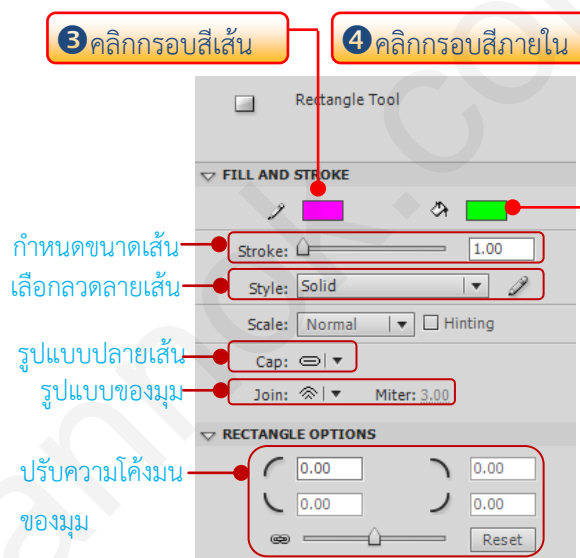 ❸คลิกกรอบสีเส้น
❹คลิกกรอบสีภายใน
Rectangle Tool
FILL AND STROKE
กำหนดขนาดเส้น
Stroke: 1.00
เลือกลวดลายเส้น
Style: Solid
Scale: Normal Hinting
รูปแบบปลายเส้น
Cap:
รูปแบบของมุม
Join: Miter: 3.00
RECTANGLE OPTIONS
ปรับความโค้งมน
ของมุม
0.00 0.00
0.00 0.00
Reset